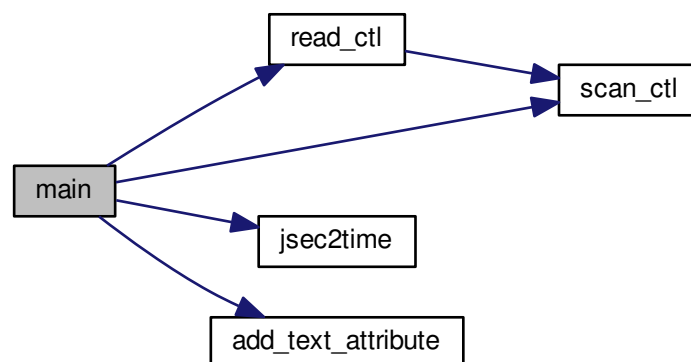 read_ctl
scan_ctl
main
jsec2time
add_text_attribute